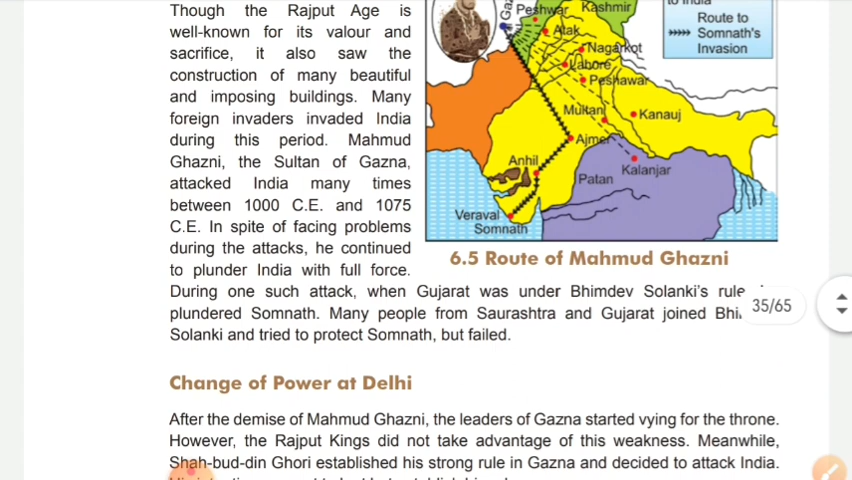 Though the Rajput Age is
well-known for its valour and
sacrifice, it also saw the
construction of many beautiful
and imposing buildings. Many
foreign invaders invaded India
during this period. Mahmud
Ghazni, the Sultan of Gazna,
attacked India many times
between 1000 C.E. and 1075
C.E. In spite of facing problems
during the attacks, he continued
to plunder India with full force.
Peshwar
Kashmir
to India
Route to
Somnath's
Invasion
Atak
Nagarkot
Lahore
Peshawar
Multan
Kanauj
Ajmer
Anhil
Kalanjar
Patan
Veraval
Somnath
6.5 Route of Mahmud Ghazni
During one such attack, when Gujarat was under Bhimdev Solanki's rule
plundered Somnath. Many people from Saurashtra and Gujarat joined
Solanki and tried to protect Somnath, but failed.
35/65
Change of Power at Delhi
After the demise of Mahmud Ghazni, the leaders of Gazna started vying for the throne.
However, the Rajput Kings did not take advantage of this weakness. Meanwhile,
Shah-bud-din Ghori established his strong rule in Gazna and decided to attack India.